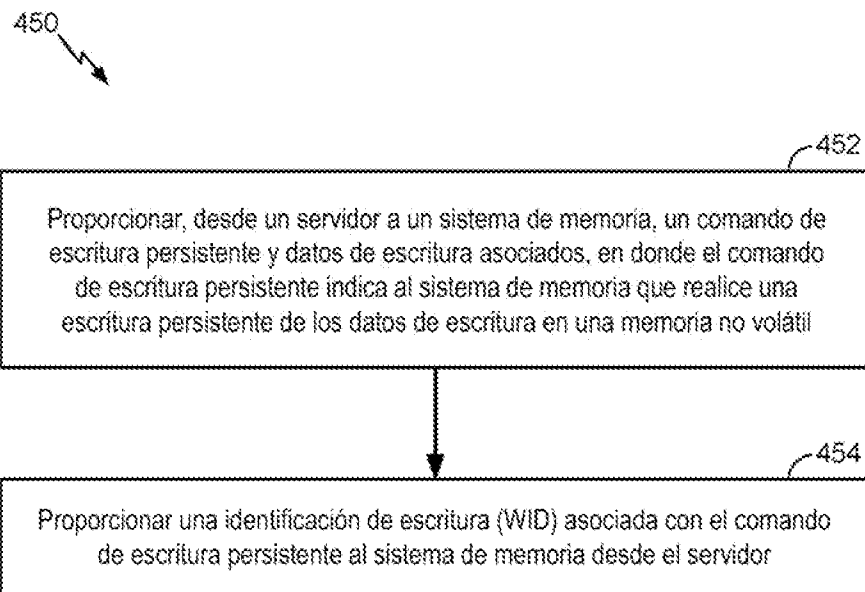 450
452
Proporcionar, desde un servidor a un sistema de memoria, un comando de
escritura persistente y datos de escritura asociados, en donde el comando
de escritura persistente indica al sistema de memoria que realice una
escritura persistente de los datos de escritura en una memoria no volátil
454
Proporcionar una identificación de escritura (WID) asociada con el comando
de escritura persistente al sistema de memoria desde el servidor